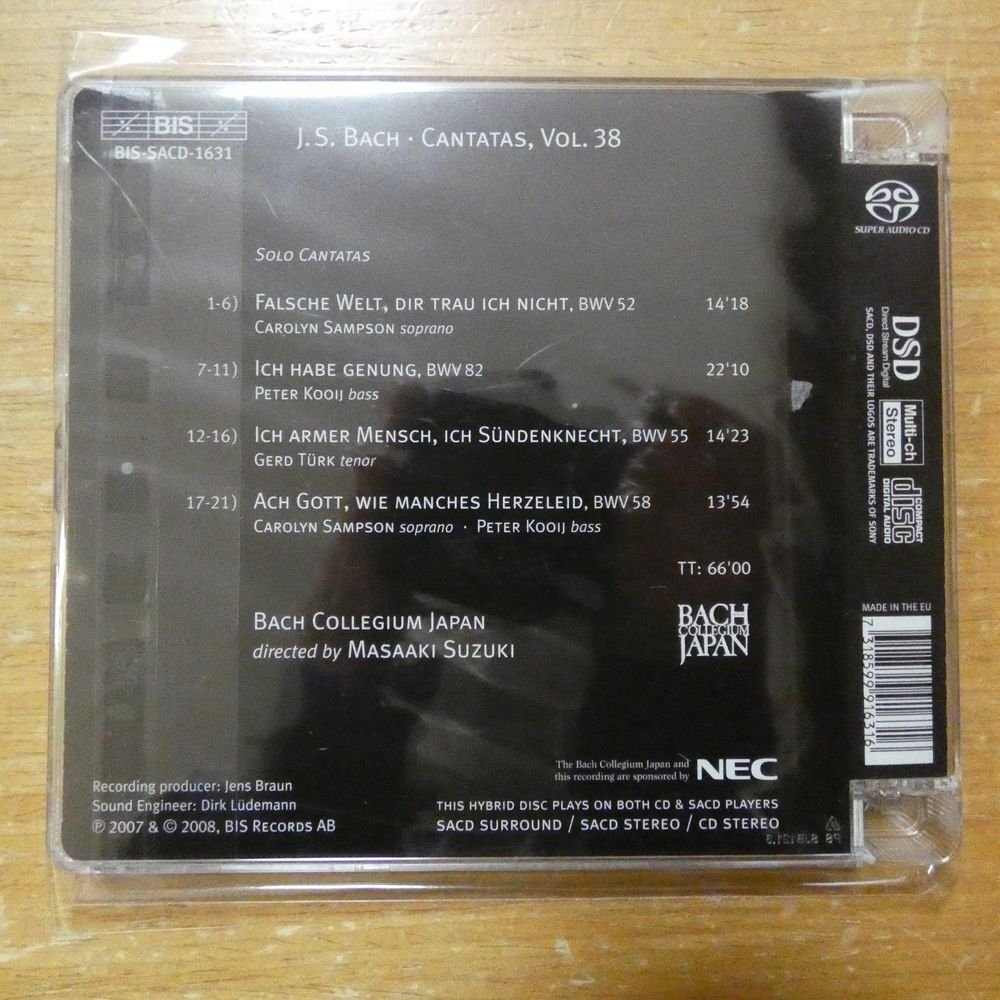 BIS
BIS-SACD-1631
J. S. BACH · CANTATAS, VOL. 38
SOLO CANTATAS
1-6) FALSCHE WELT, DIR TRAU ICH NICHT, BWV 52 14'18
CAROLYN SAMPSON soprano
7-11) ICH HABE GENUNG, BWV 82 22'10
PETER KOOIJ bass
12-16) ICH ARMER MENSCH, ICH SÜNDENKNECHT, BWV 55 14'23
GERD TÜRK tenor
17-21) ACH GOTT, WIE MANCHES HERZELEID, BWV 58 13'54
CAROLYN SAMPSON soprano · PETER KOOIJ bass
TT: 66'00
BACH COLLEGIUM JAPAN
directed by MASAAKI SUZUKI
BACH
COLLEGIUM
JAPAN
The Bach Collegium Japan and
this recording are sponsored by NEC
Recording producer: Jens Braun
Sound Engineer: Dirk Lüdemann
℗ 2007 & © 2008, BIS RECORDS AB
THIS HYBRID DISC PLAYS ON BOTH CD & SACD PLAYERS
SACD SURROUND / SACD STEREO / CD STEREO
SUPER AUDIO CD
DSD
Direct Stream Digital
SACD, DSD AND THEIR LOGOS ARE TRADEMARKS OF SONY
Multi-ch
Stereo
COMPACT
disc
DIGITAL AUDIO
MADE IN THE EU
7 318599 916316